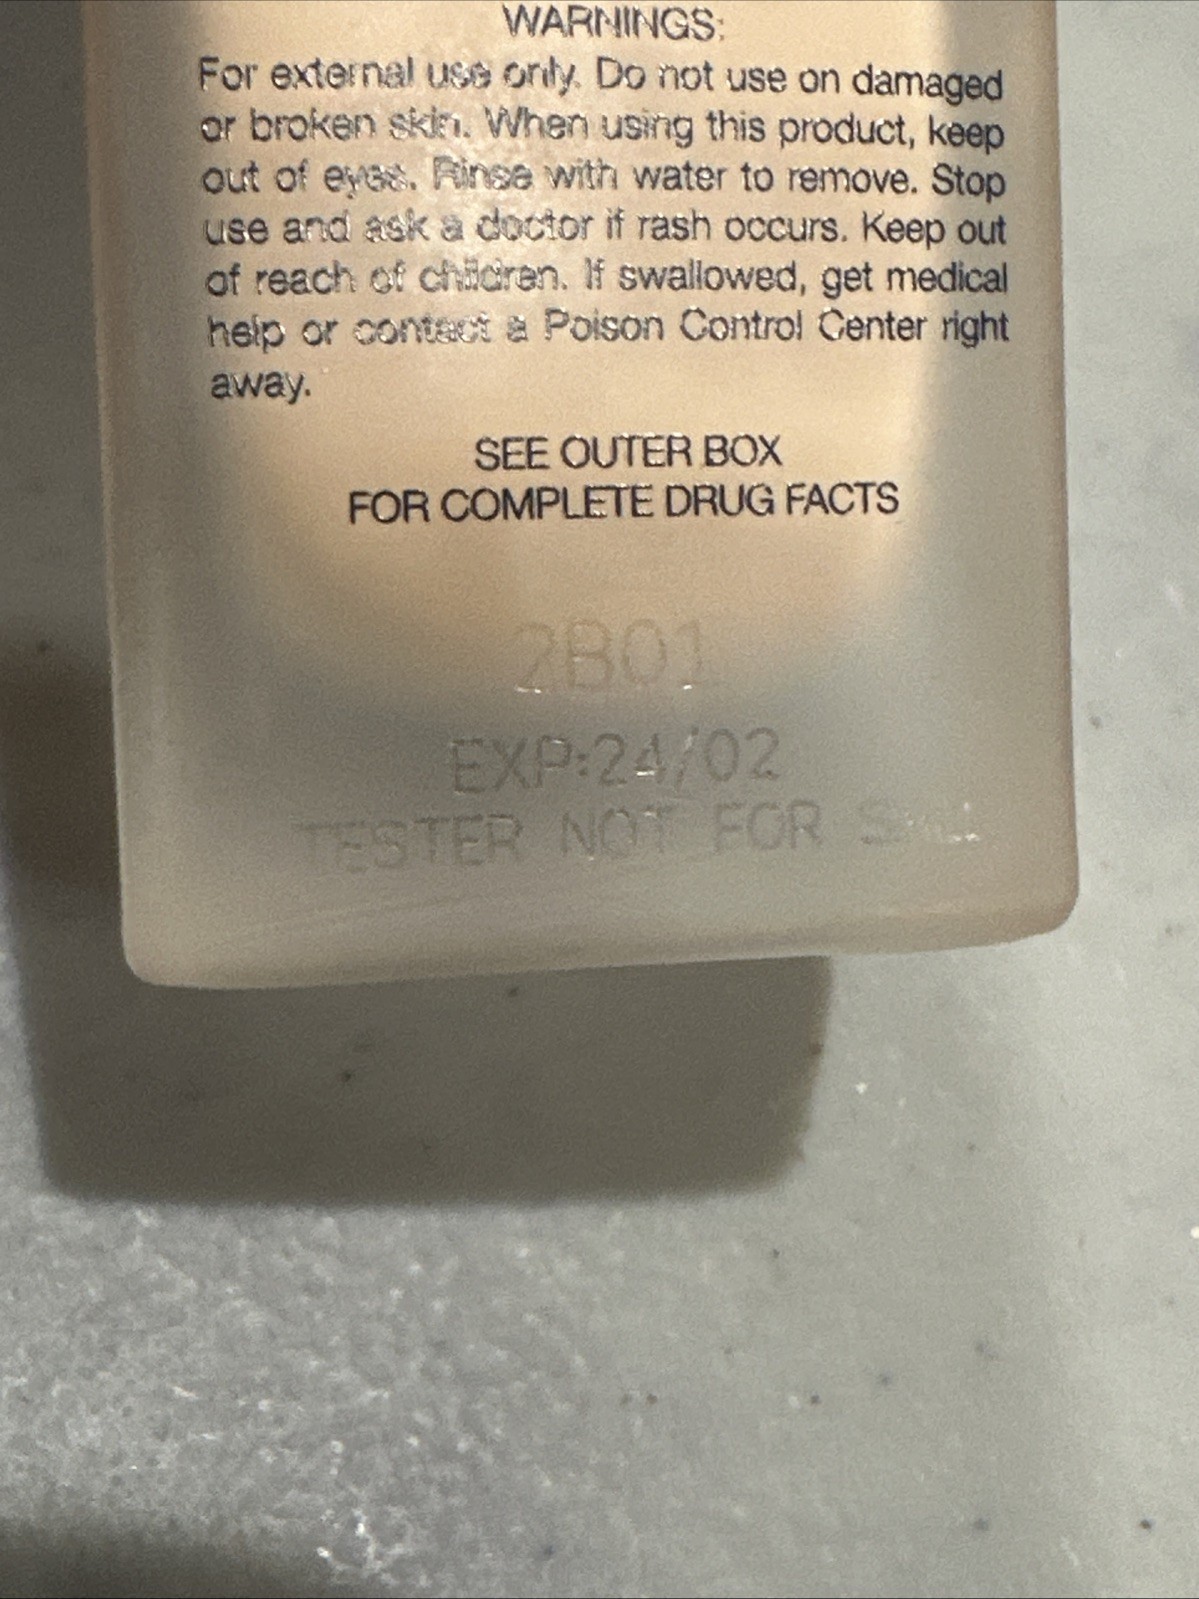 WARNINGS:
For external use only. Do not use on damaged
or broken skin. When using this product, keep
out of eyes. Rinse with water to remove. Stop
use and ask a doctor if rash occurs. Keep out
of reach of children. If swallowed, get medical
help or contact a Poison Control Center right
away.
SEE OUTER BOX
FOR COMPLETE DRUG FACTS
2B01
EXP:24/02
TESTER NOT FOR